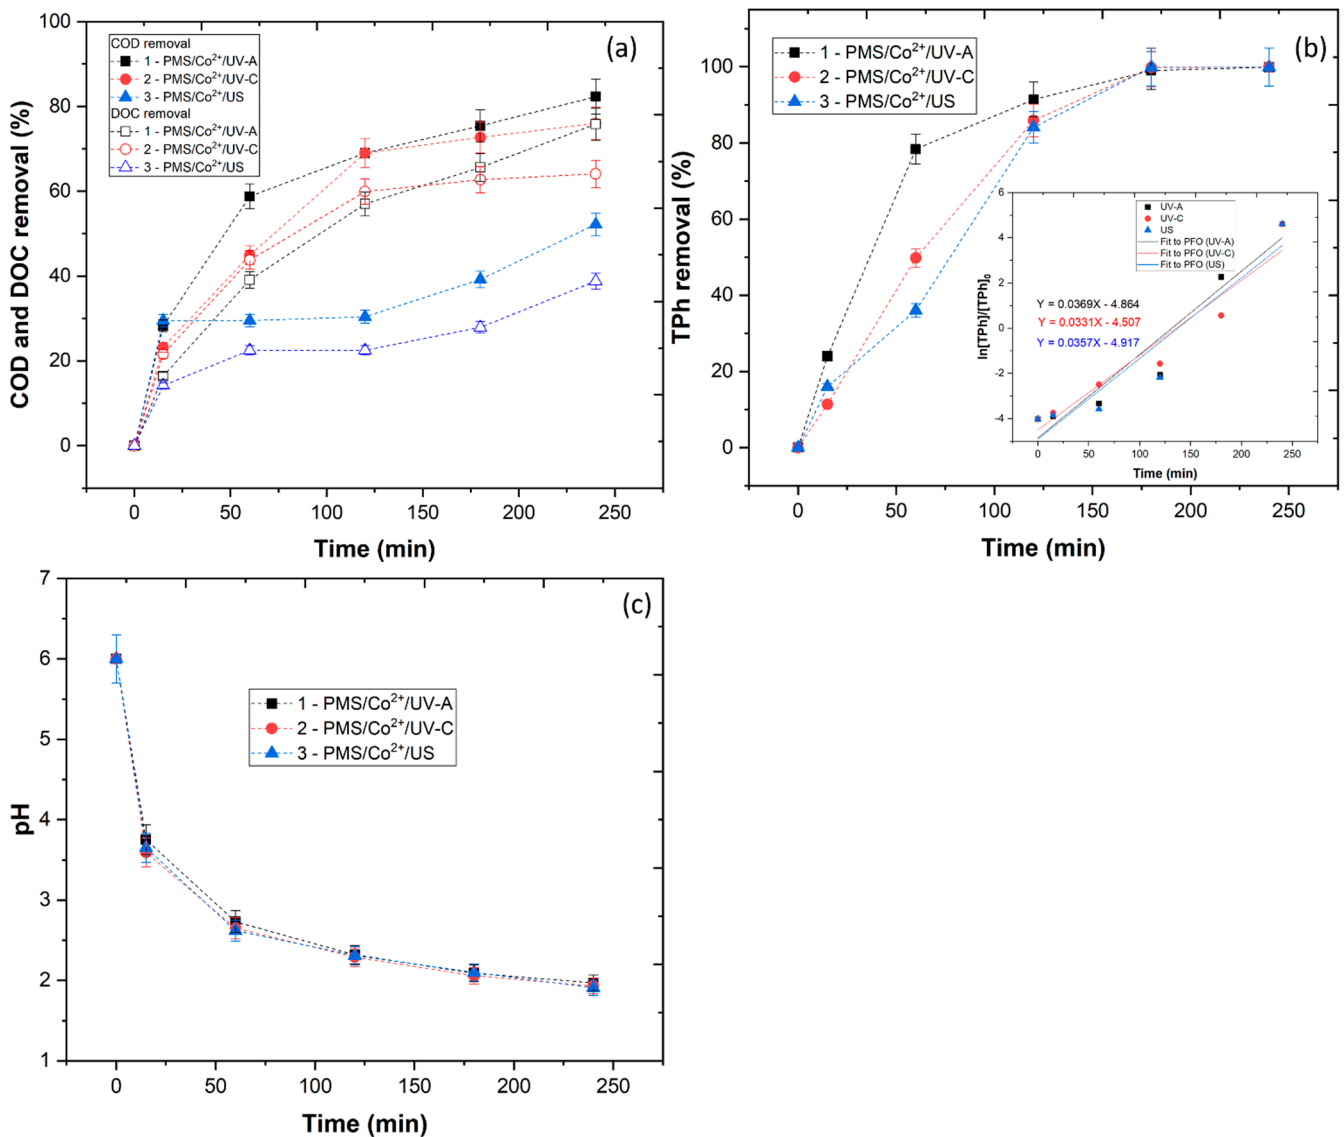 (a)
COD removal
1 - PMS/Co²⁺/UV-A
2 - PMS/Co²⁺/UV-C
3 - PMS/Co²⁺/US
DOC removal
1 - PMS/Co²⁺/UV-A
2 - PMS/Co²⁺/UV-C
3 - PMS/Co²⁺/US
COD and DOC removal (%)
100
80
60
40
20
0
0
50
100
150
200
250
Time (min)
(b)
1 - PMS/Co²⁺/UV-A
2 - PMS/Co²⁺/UV-C
3 - PMS/Co²⁺/US
TPh removal (%)
100
80
60
40
20
0
0
50
100
150
200
250
Time (min)
UV-A
UV-C
US
Fit to PFO (UV-A)
Fit to PFO (UV-C)
Fit to PFO (US)
Y = 0.0369X - 4.864
Y = 0.0331X - 4.507
Y = 0.0357X - 4.917
ln[TPh]/[TPh]₀
6
4
2
0
-2
-4
0
50
100
150
200
250
Time (min)
(c)
1 - PMS/Co²⁺/UV-A
2 - PMS/Co²⁺/UV-C
3 - PMS/Co²⁺/US
pH
7
6
5
4
3
2
1
0
50
100
150
200
250
Time (min)